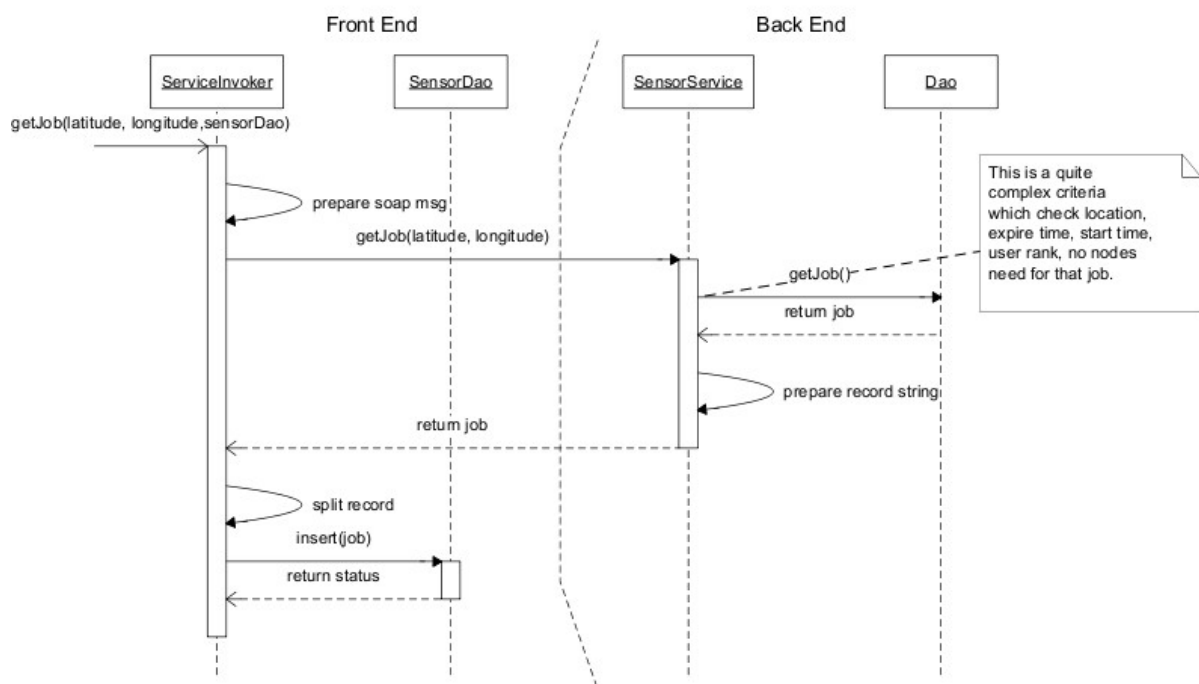 Front End
Back End
ServiceInvoker
SensorDao
SensorService
Dao
getJob(latitude, longitude,sensorDao)
This is a quite
complex criteria
which check location,
expire time, start time,
user rank, no nodes
need for that job.
prepare soap msg
getJob(latitude, longitude)
getJob()
return job
prepare record string
return job
split record
insert(job)
return status